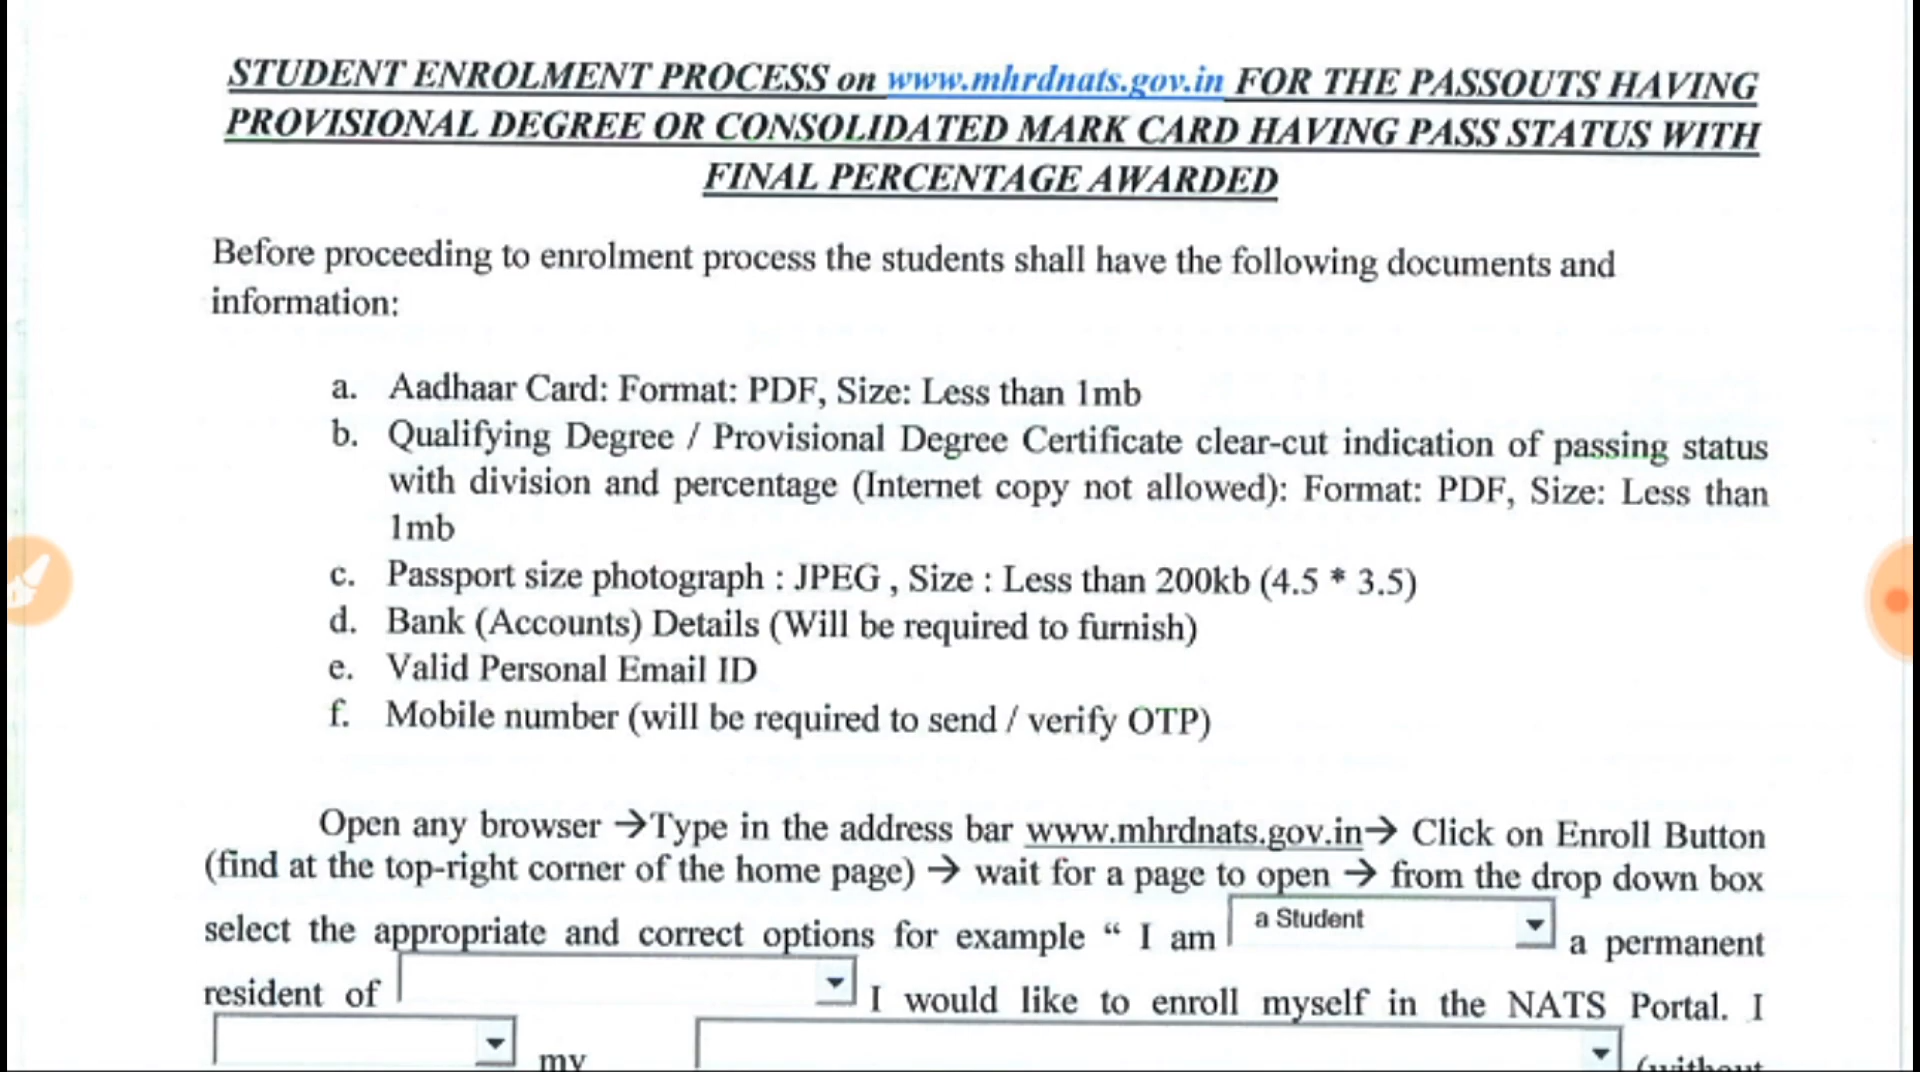 STUDENT ENROLMENT PROCESS on www.mhrdnats.gov.in FOR THE PASSOUTS HAVING
PROVISIONAL DEGREE OR CONSOLIDATED MARK CARD HAVING PASS STATUS WITH
FINAL PERCENTAGE AWARDED
Before proceeding to enrolment process the students shall have the following documents and
information:
a. Aadhaar Card: Format: PDF, Size: Less than 1mb
b. Qualifying Degree / Provisional Degree Certificate clear-cut indication of passing status
with division and percentage (Internet copy not allowed): Format: PDF, Size: Less than
1mb
c. Passport size photograph : JPEG , Size : Less than 200kb (4.5 * 3.5)
d. Bank (Accounts) Details (Will be required to furnish)
e. Valid Personal Email ID
f. Mobile number (will be required to send / verify OTP)
Open any browser →Type in the address bar www.mhrdnats.gov.in→ Click on Enroll Button
(find at the top-right corner of the home page) → wait for a page to open → from the drop down box
select the appropriate and correct options for example “ I am a Student a permanent
resident of I would like to enroll myself in the NATS Portal. I
my (without